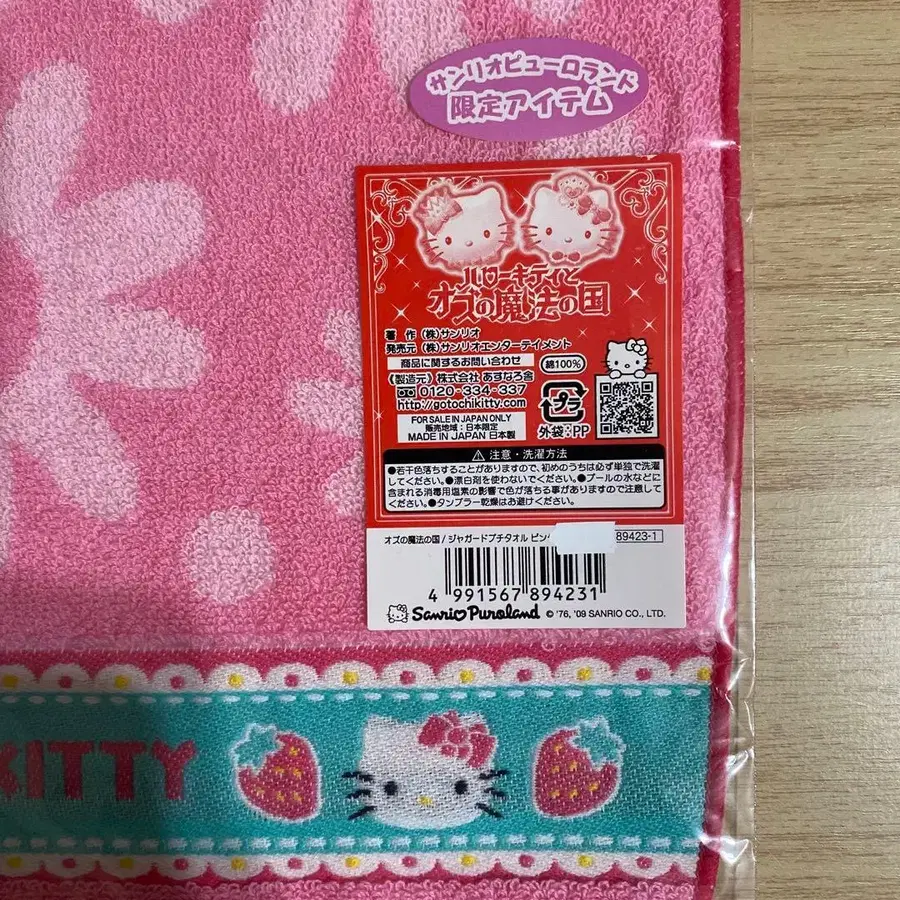 サンリオピューロランド
限定アイテム
ハローキティと
オズの魔法の国
著 作 (株)サンリオ
発売元 (株)サンリオエンターテイメント
商品に関するお問い合わせ
《製造元》株式会社 あすなろ舎
0120-334-337
http://gotochikitty.com
FOR SALE IN JAPAN ONLY
販売地域:日本限定
MADE IN JAPAN 日本製
綿100%
プラ
外袋:PP
注意・洗濯方法
●若干色落ちすることがありますので、初めのうちは必ず単独で洗濯
してください。●漂白剤を使わないでください。●プールの水などに
含まれる消毒用塩素の影響で色が落ちる事がありますので注意して
ください。●タンブラー乾燥はお避けください。
オズの魔法の国/ジャガードプチタオル ピン
89423-1
4 991567 894231
Sanrio Puroland
© '76, '09 SANRIO CO., LTD.
KITTY